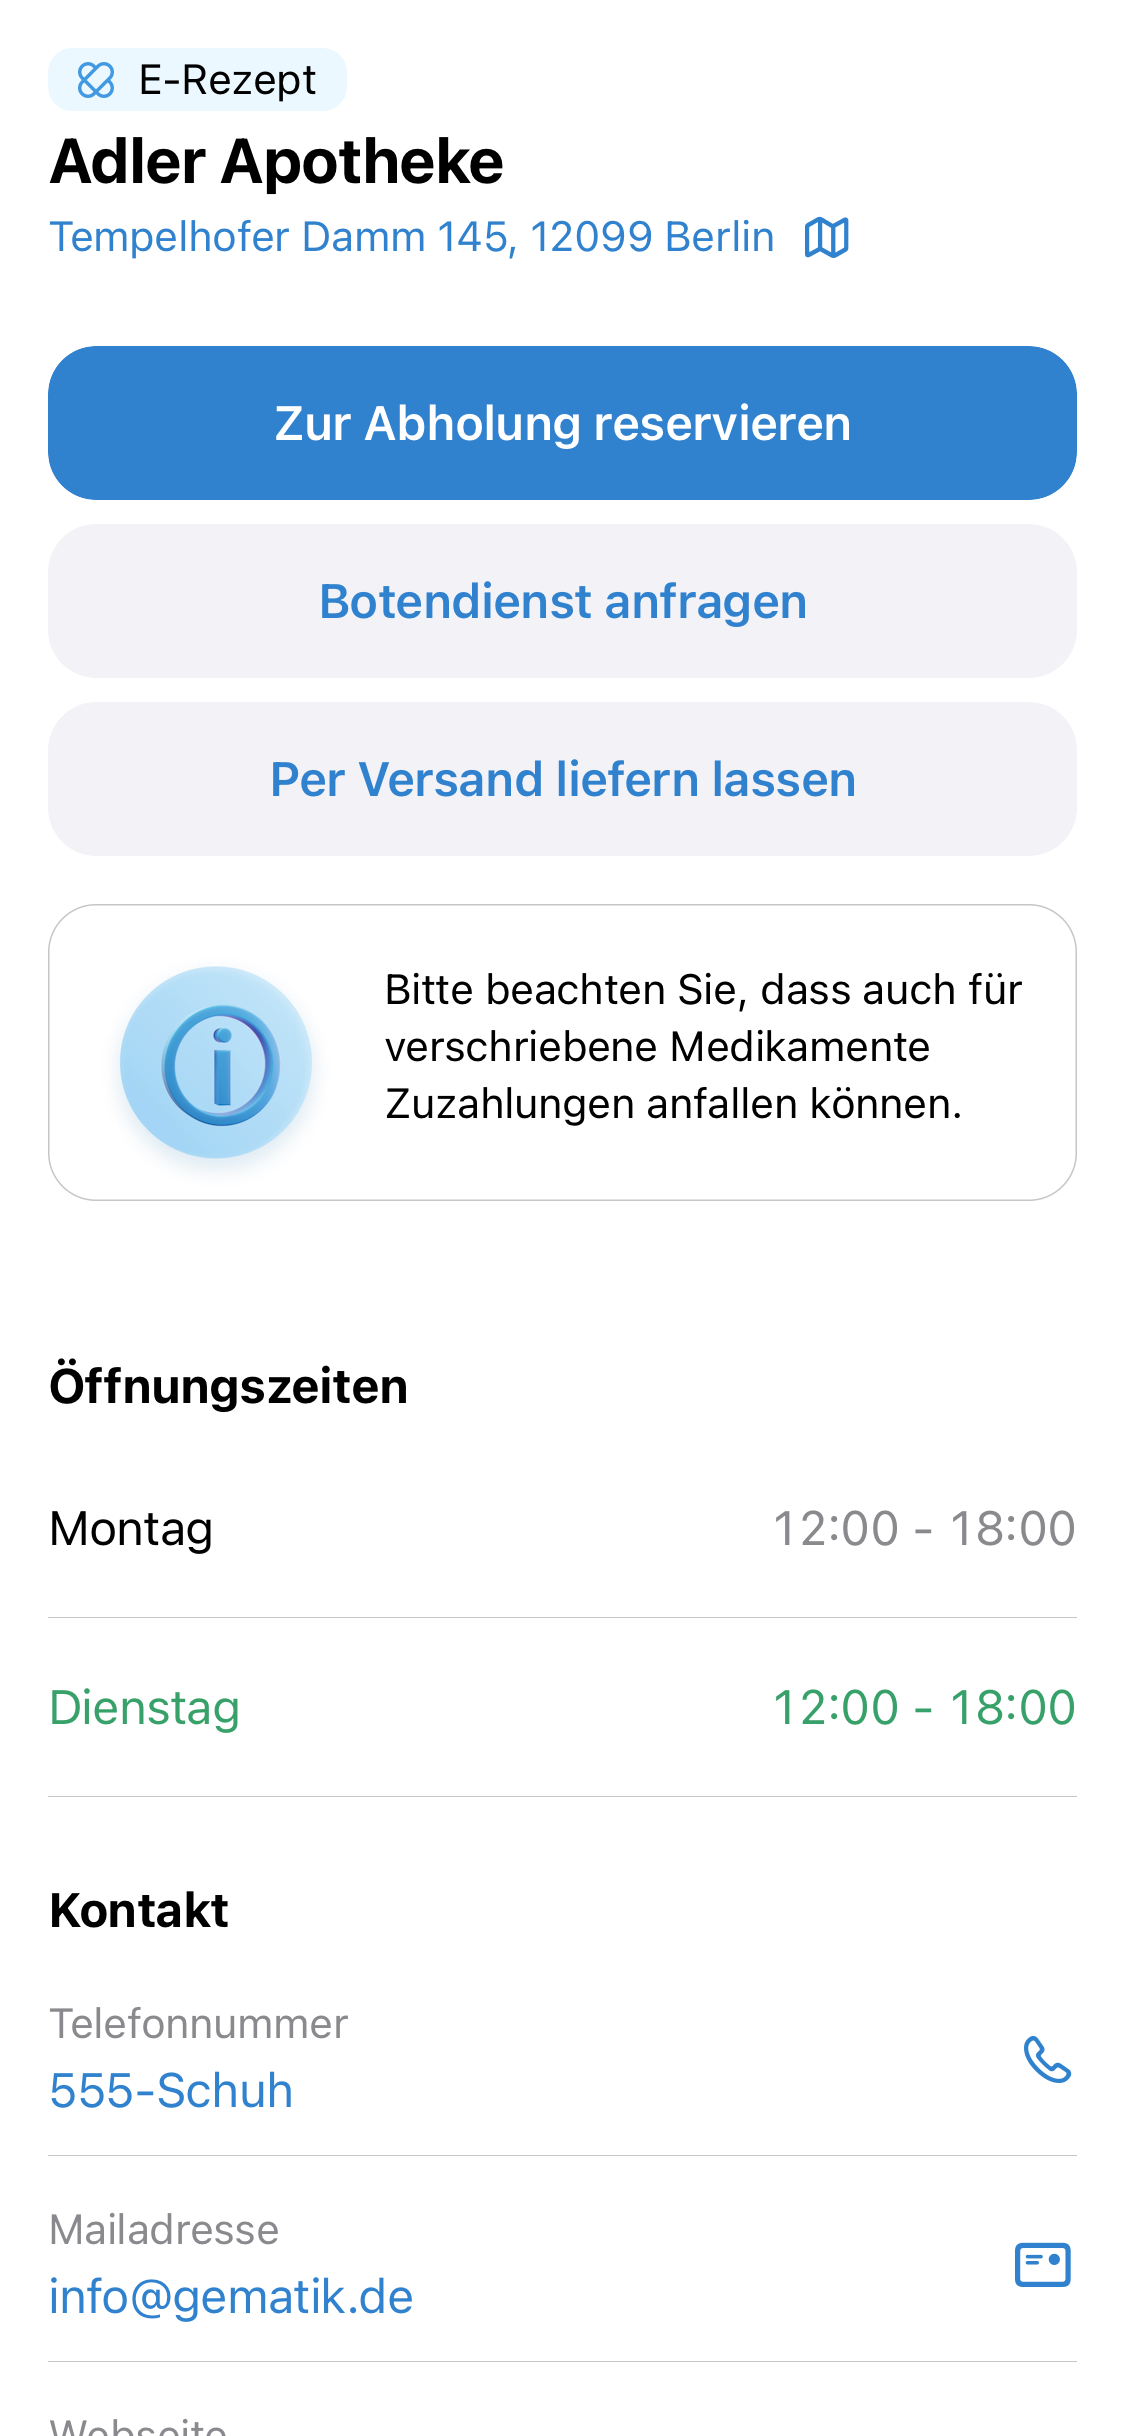 E-Rezept
Adler Apotheke
Tempelhofer Damm 145, 12099 Berlin
Zur Abholung reservieren
Botendienst anfragen
Per Versand liefern lassen
Bitte beachten Sie, dass auch für
verschriebene Medikamente
Zuzahlungen anfallen können.
Öffnungszeiten
Montag 12:00 - 18:00
Dienstag 12:00 - 18:00
Kontakt
Telefonnummer
555-Schuh
Mailadresse
info@gematik.de
Webseite